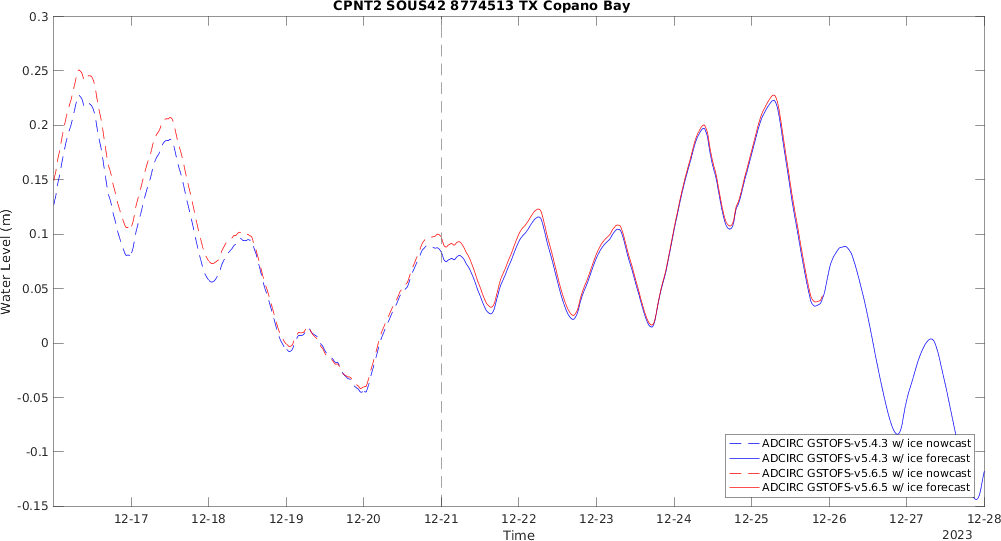 CPNT2 SOUS42 8774513 TX Copano Bay
0.3
0.25
0.2
0.15
0.1
0.05
0
-0.05
-0.1
-0.15
Water Level (m)
ADCIRC GSTOFS-v5.4.3 w/ ice nowcast
ADCIRC GSTOFS-v5.4.3 w/ ice forecast
ADCIRC GSTOFS-v5.6.5 w/ ice nowcast
ADCIRC GSTOFS-v5.6.5 w/ ice forecast
12-17 12-18 12-19 12-20 12-21 12-22 12-23 12-24 12-25 12-26 12-27 12-28
Time 2023